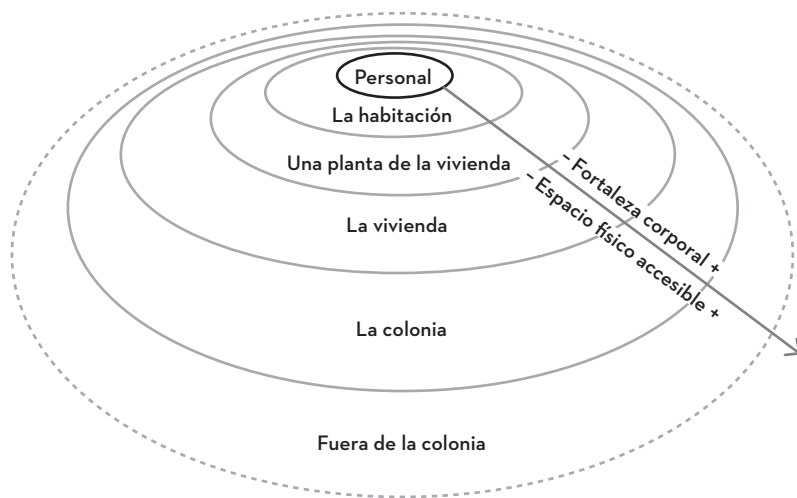 Personal
La habitación
Una planta de la vivienda
- Fortaleza corporal +
- Espacio físico accesible +
La vivienda
La colonia
Fuera de la colonia